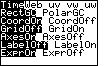 Time Web uv vw uw
RectGC PolarGC
CoordOn CoordOff
GridOff GridOn
AxesOn AxesOff
LabelOff LabelOn
ExprOn ExprOff